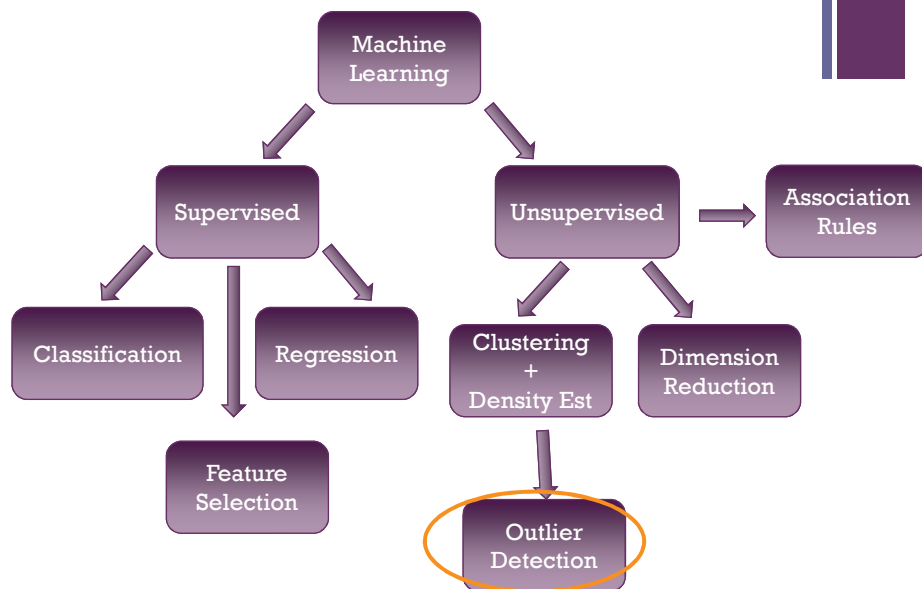 Machine
Learning
Supervised
Unsupervised
Association
Rules
Classification
Regression
Clustering
+
Density Est
Dimension
Reduction
Feature
Selection
Outlier
Detection